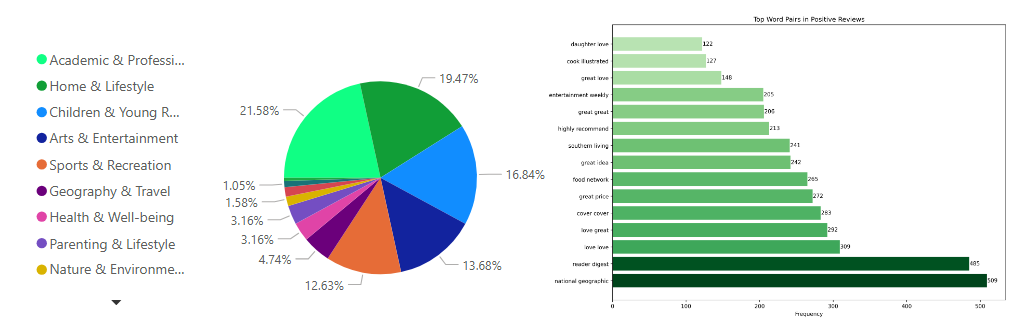 Academic & Professi...
Home & Lifestyle
Children & Young R...
Arts & Entertainment
Sports & Recreation
Geography & Travel
Health & Well-being
Parenting & Lifestyle
Nature & Environme...
19.47%
21.58%
16.84%
1.05%
1.58%
3.16%
3.16%
4.74%
12.63%
13.68%
Top Word Pairs in Positive Reviews
daughter love 122
cook illustrated 127
great love 148
entertainment weekly 205
great great 206
highly recommend 213
southern living 241
great idea 242
food network 265
great price 272
cover cover 283
love great 292
love love 309
reader digest 485
national geographic 509
0 100 200 300 400 500
Frequency